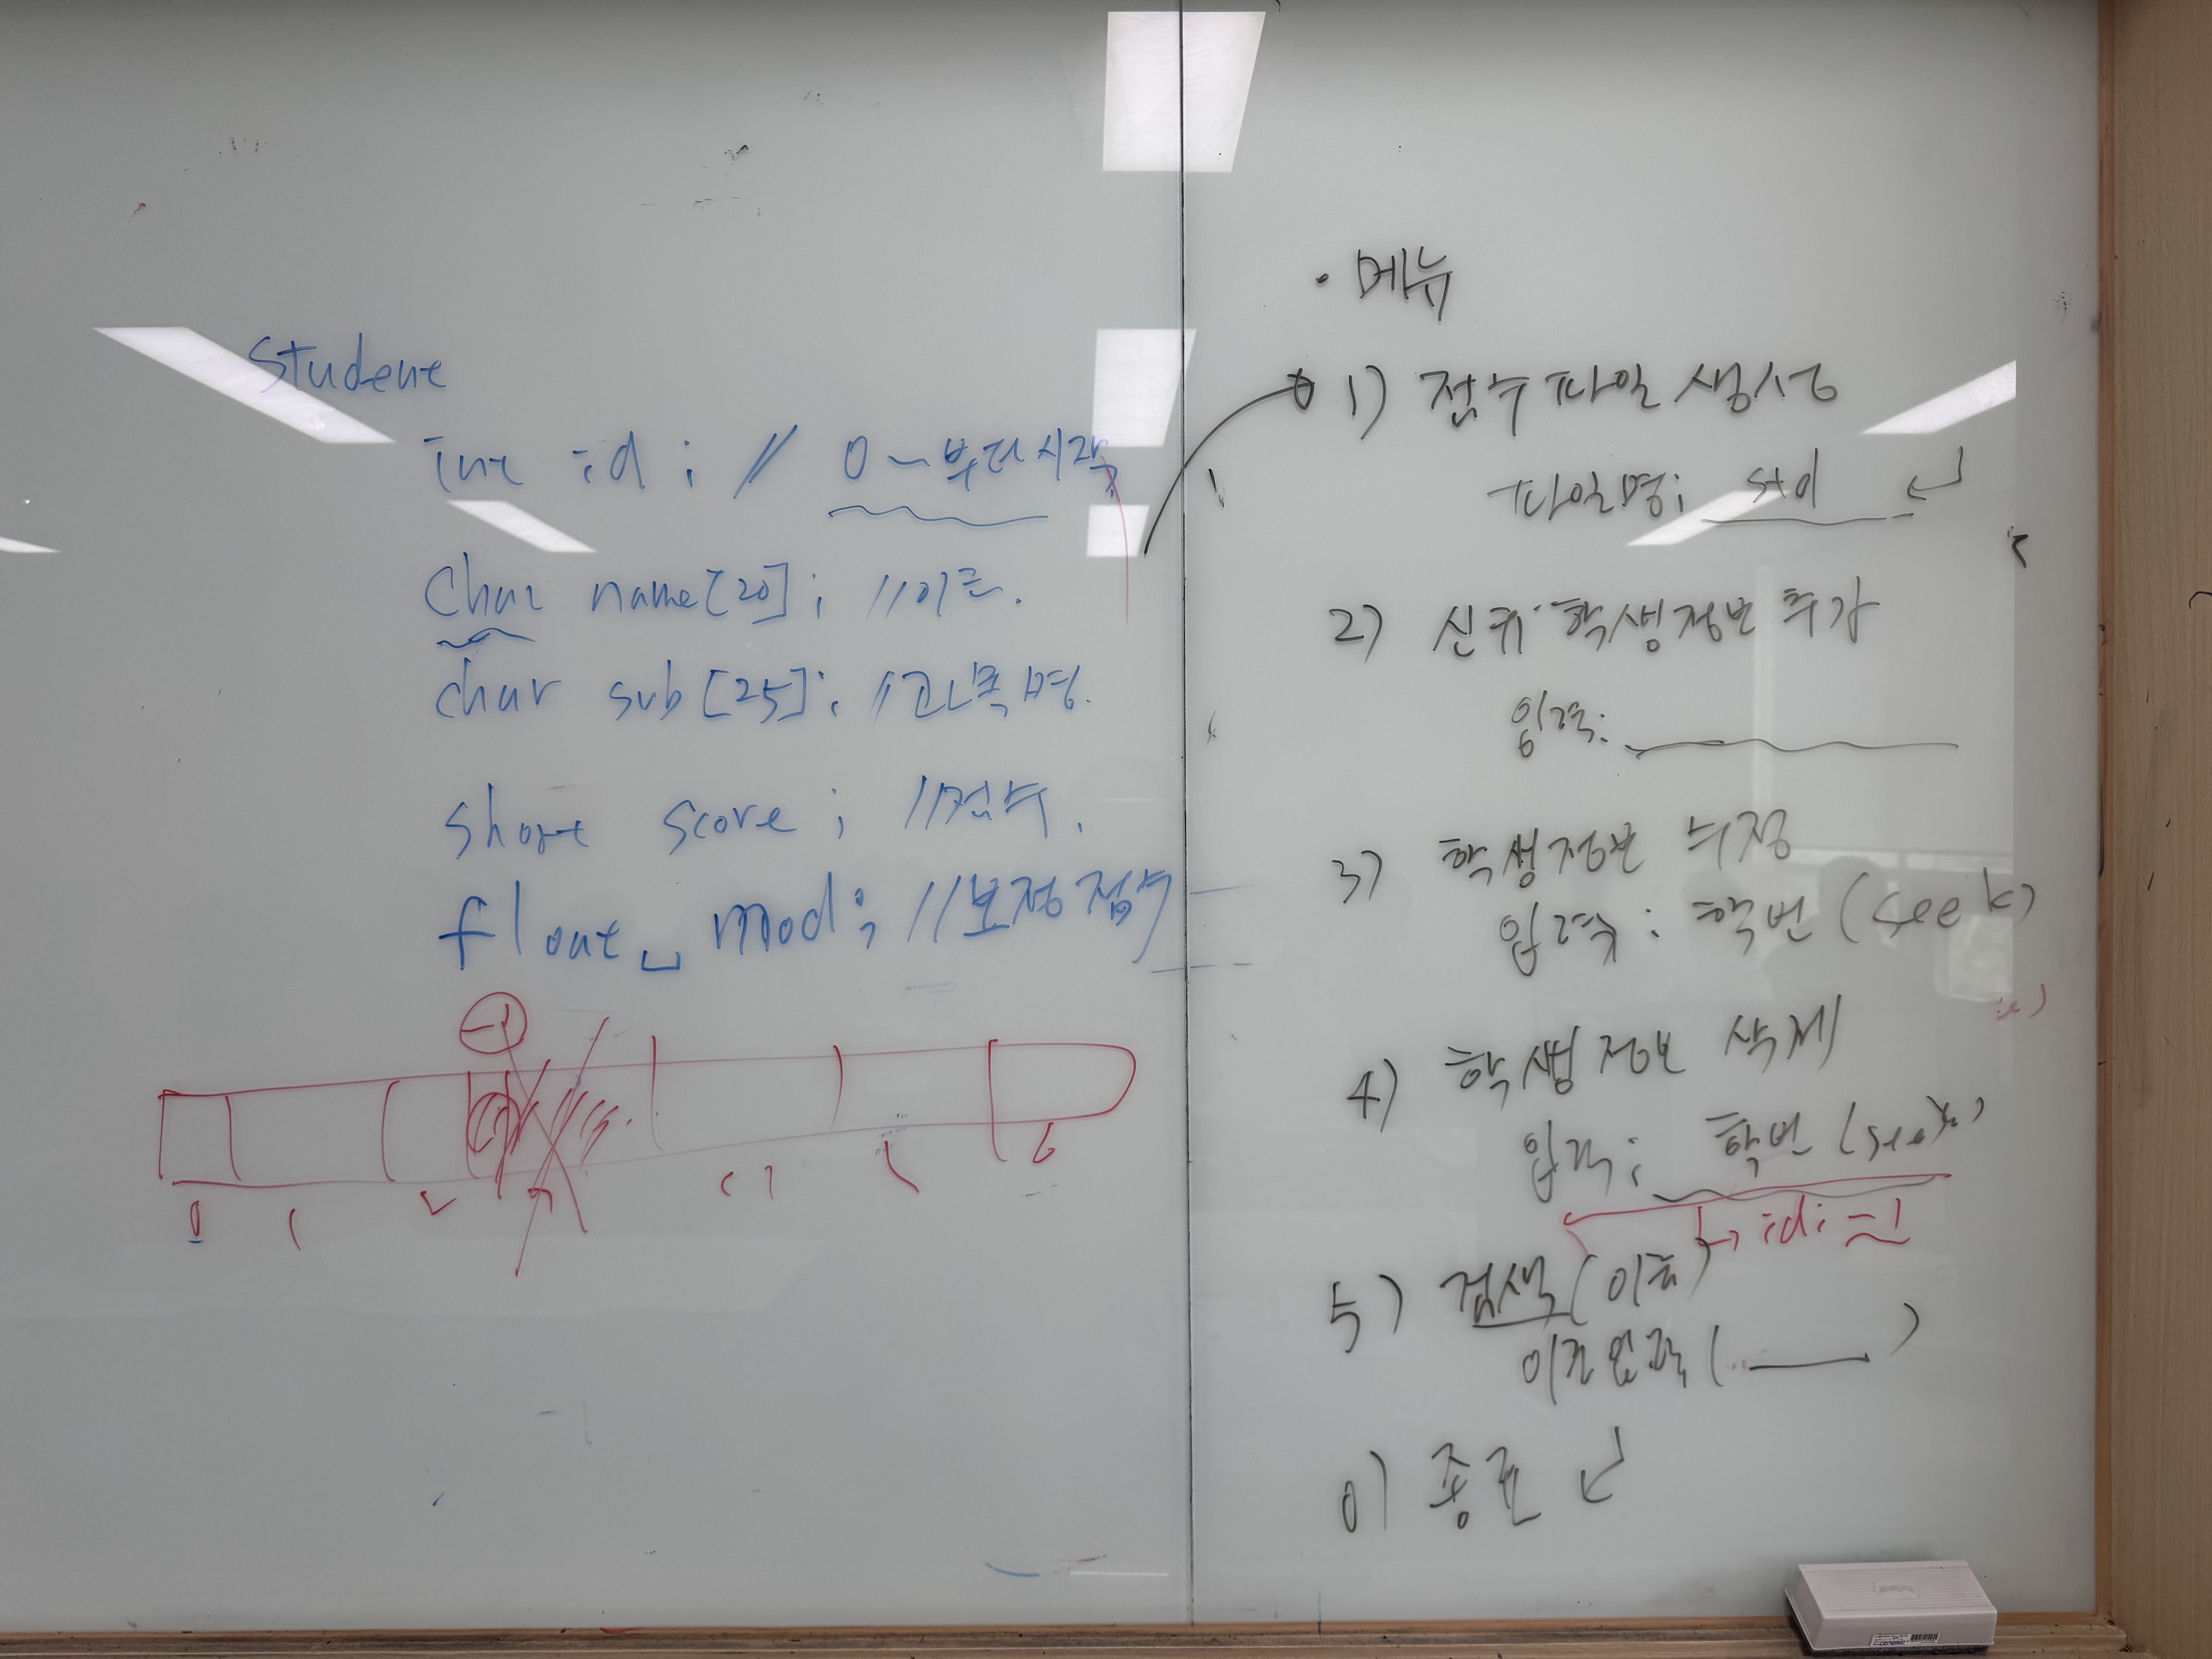 Student
int id; // 0~부터시작
char name[20]; //이름.
char sub[25]; //과목명.
short score; //점수.
float mod; //보정점수
-1
0 1 2 3 5 6
· 메뉴
1) 점수파일생성
파일명: std
2) 신규학생정보 추가
입력:
3) 학생정보 수정
입력: 학번 (seek)
4) 학생정보 삭제
입력: 학번 (seek)
id: -1
5) 검색(이름)
이름입력( )
0) 종료